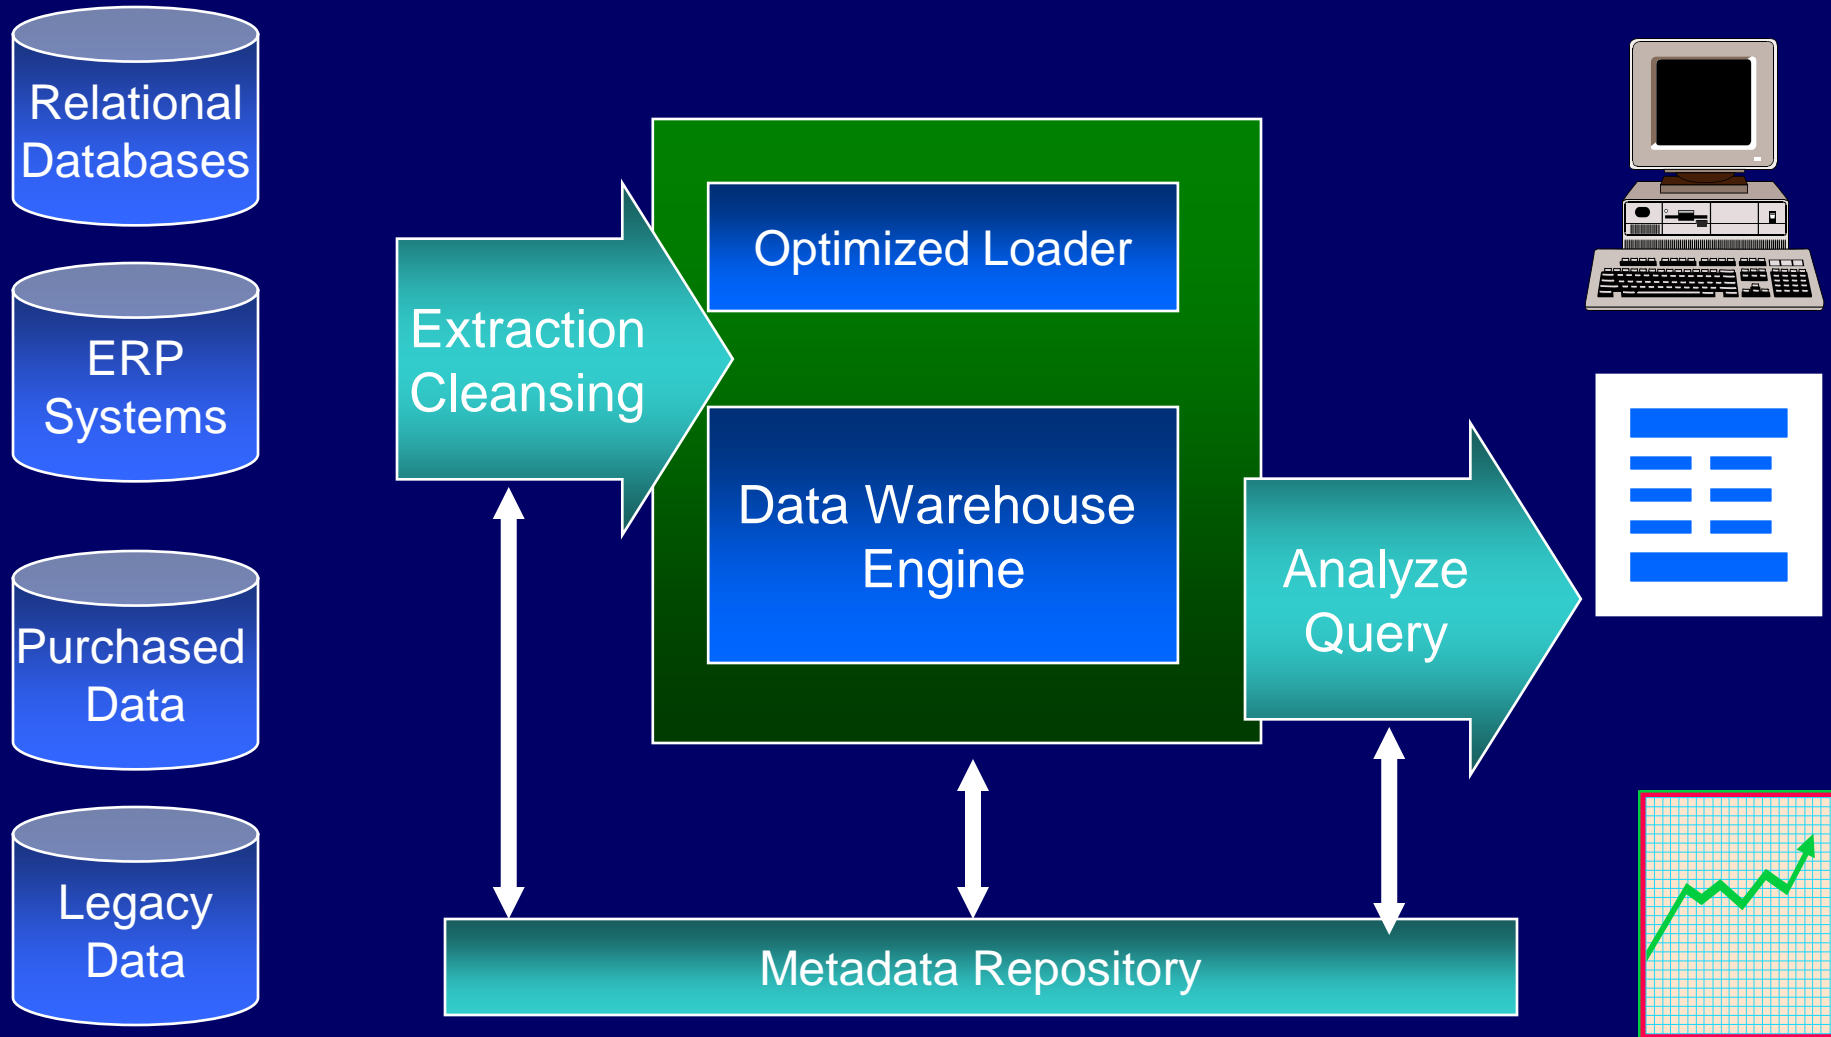 Relational
Databases
ERP
Systems
Purchased
Data
Legacy
Data
Extraction
Cleansing
Optimized Loader
Data Warehouse
Engine
Analyze
Query
Metadata Repository